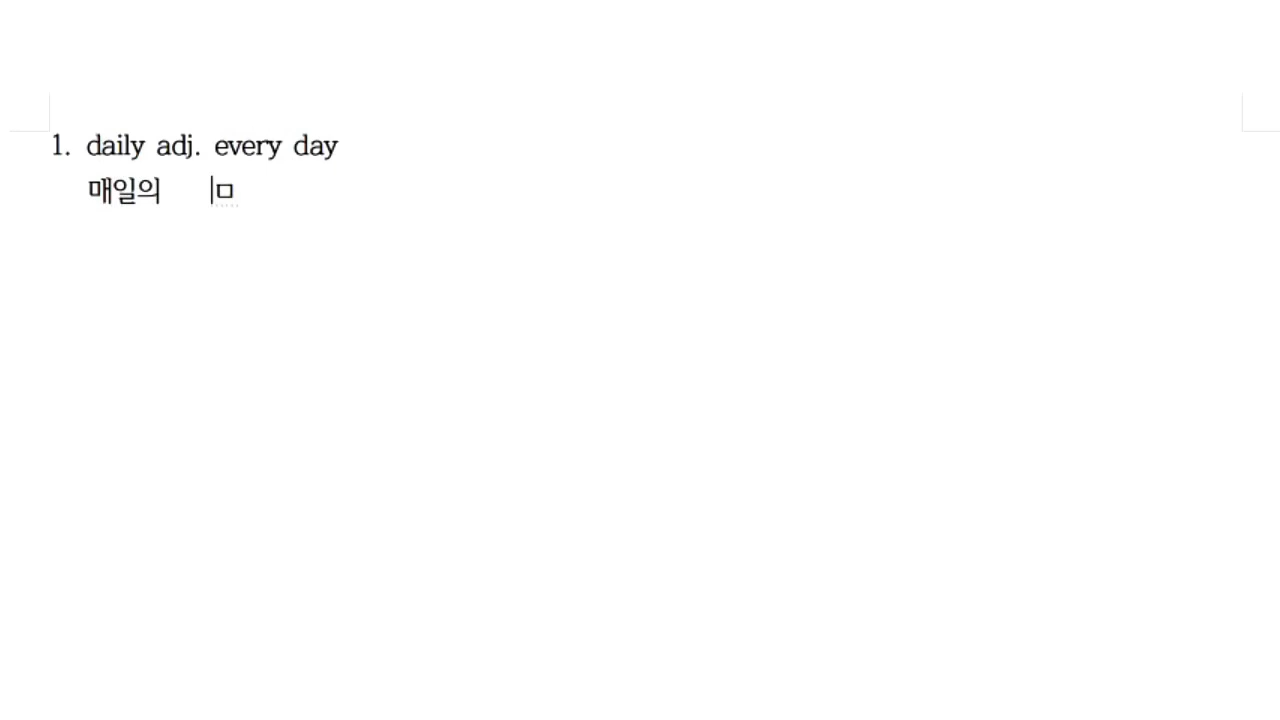 1. daily adj. every day
매일의 ㅁ